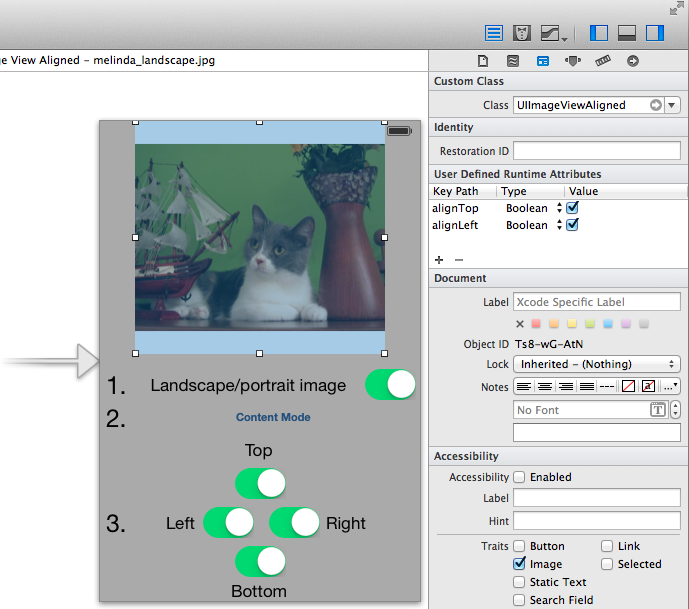 e View Aligned – melinda_landscape.jpg
Custom Class
Class UIImageViewAligned
Identity
Restoration ID
User Defined Runtime Attributes
Key Path Type Value
alignTop Boolean
alignLeft Boolean
+ −
Document
Label Xcode Specific Label
Object ID Ts8-wG-AtN
Lock Inherited - (Nothing)
Notes
No Font
Accessibility
Accessibility Enabled
Label
Hint
Traits Button Link
Image Selected
Static Text
Search Field
1. Landscape/portrait image
2. Content Mode
Top
3. Left Right
Bottom